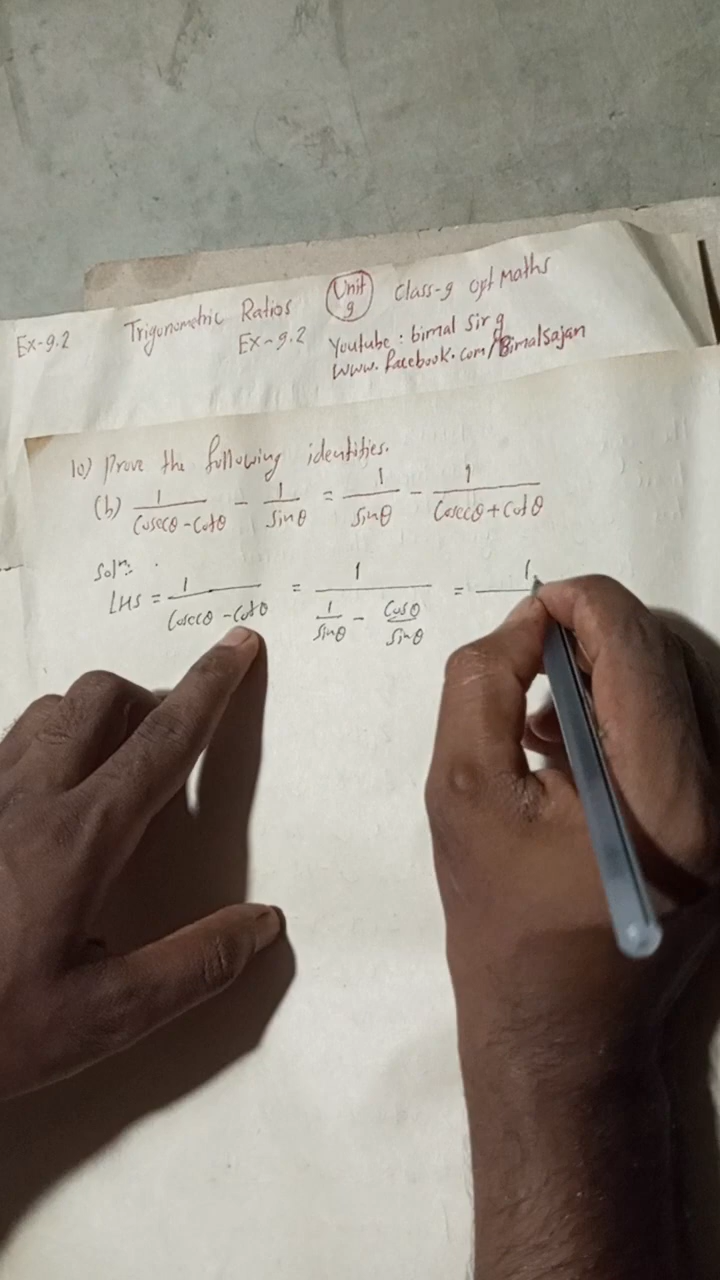 Ex-9.2 Trigonometric Ratios Unit 9 Class-9 opt Maths
Ex-9.2 Youtube : bimal Sir g
www.facebook.com/Bimalsajan
10) Prove the following identities.
(b) 1/(Cosecθ - Cotθ) - 1/Sinθ = 1/Sinθ - 1/(Cosecθ + Cotθ)
Solⁿ:
LHS = 1/(Cosecθ - Cotθ) = 1/(1/Sinθ - Cosθ/Sinθ) = 1